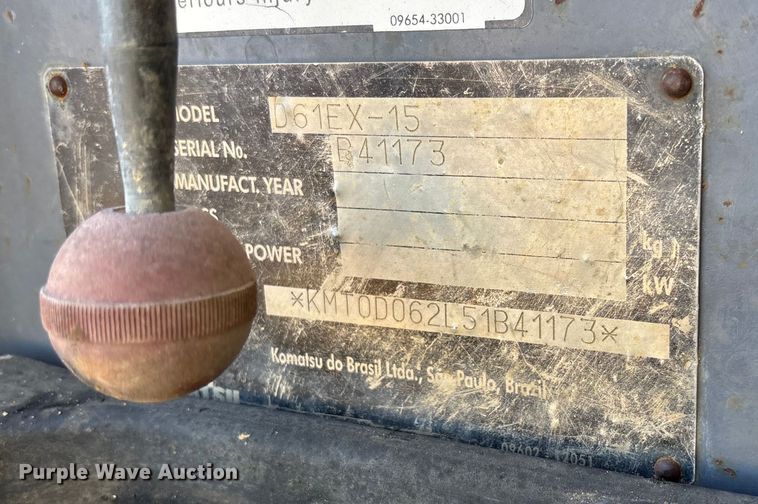 09654-33001
MODEL D61EX-15
SERIAL No. B41173
MANUFACT. YEAR
POWER
kg )
kW
*KMT0D062L51B41173*
Komatsu do Brasil Ltda., São Paulo, Brazil
Purple Wave Auction